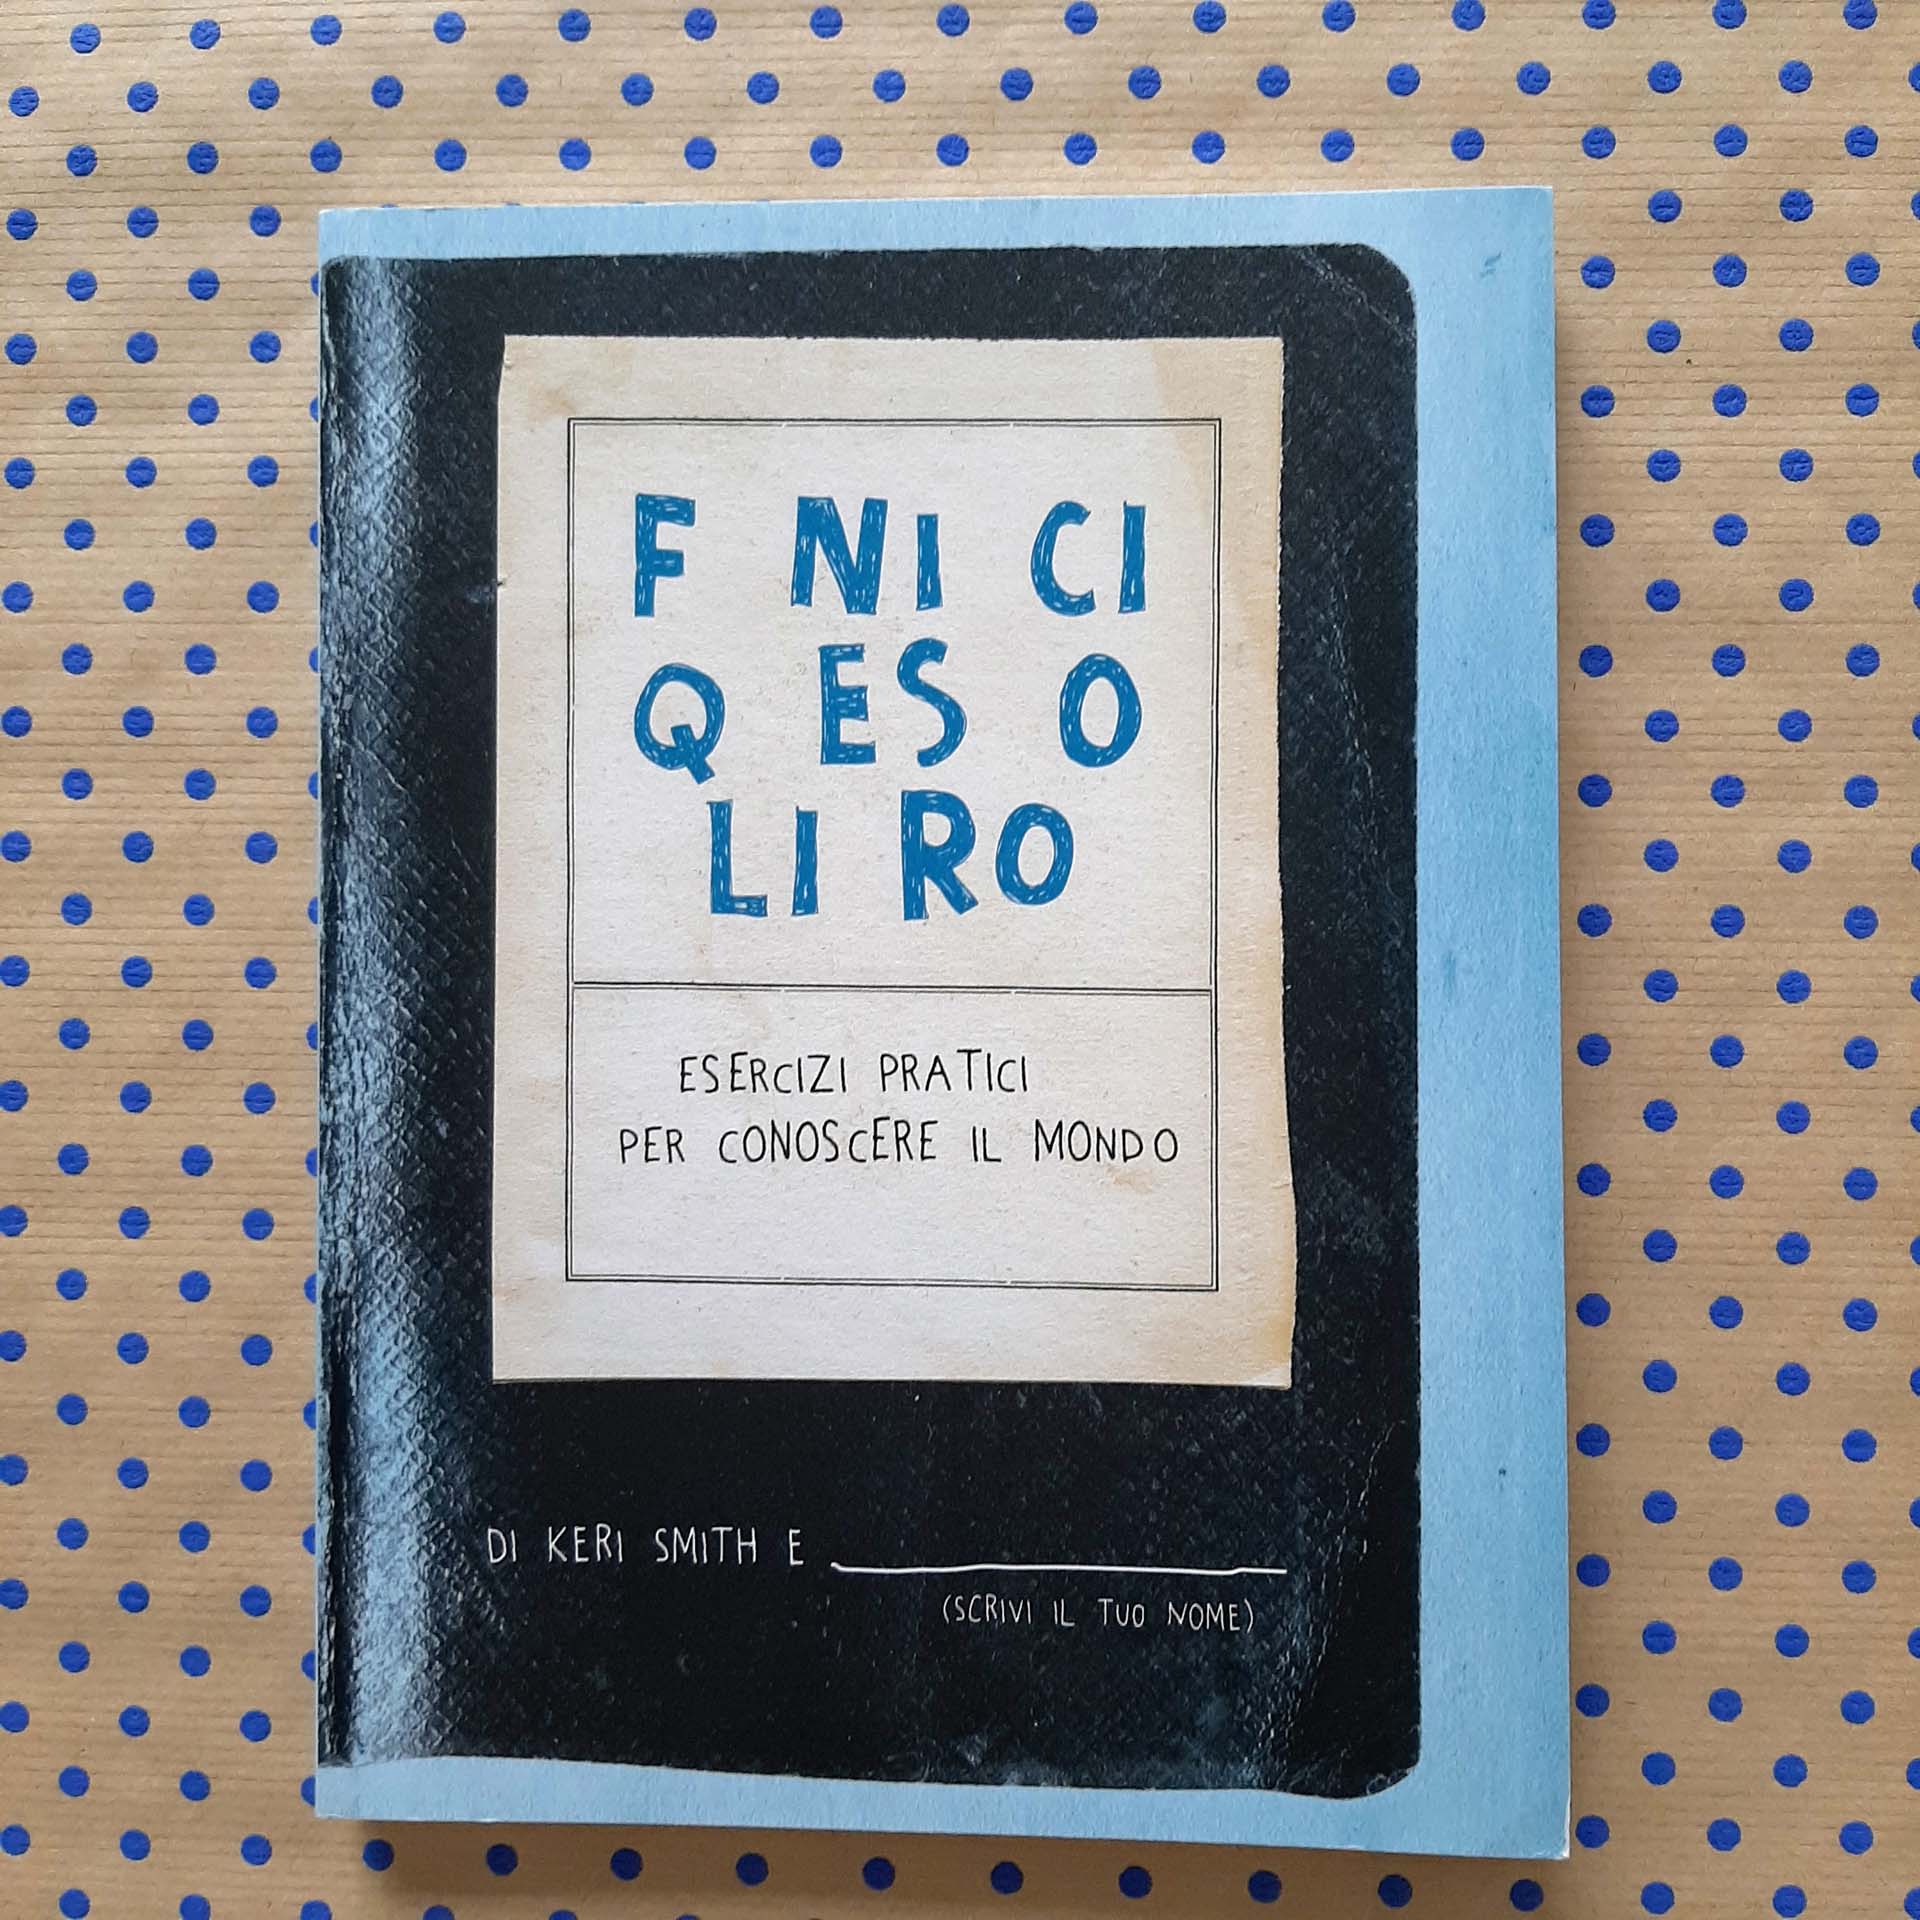 F NI CI
Q ES O
LI RO
ESERCIZI PRATICI
PER CONOSCERE IL MONDO
DI KERI SMITH E
(SCRIVI IL TUO NOME)